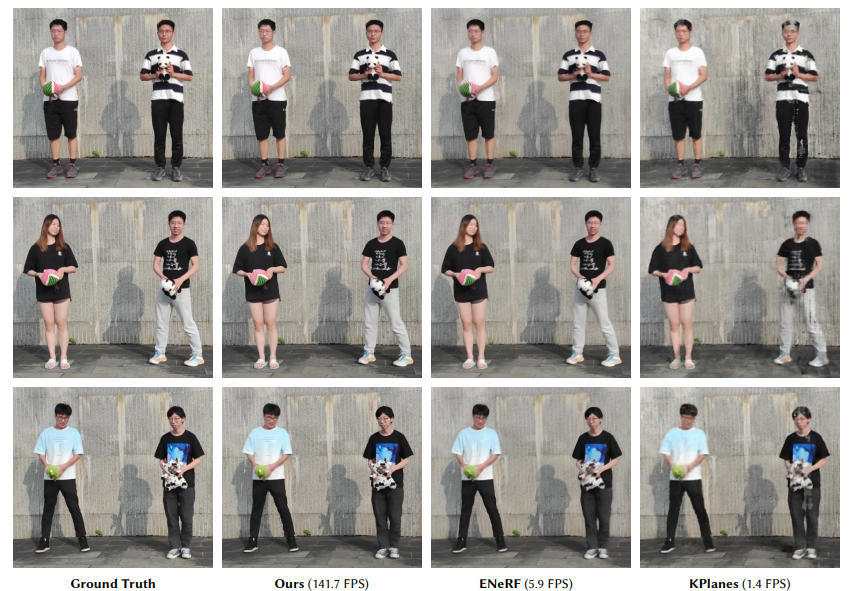 Ground Truth
Ours (141.7 FPS)
ENeRF (5.9 FPS)
KPlanes (1.4 FPS)